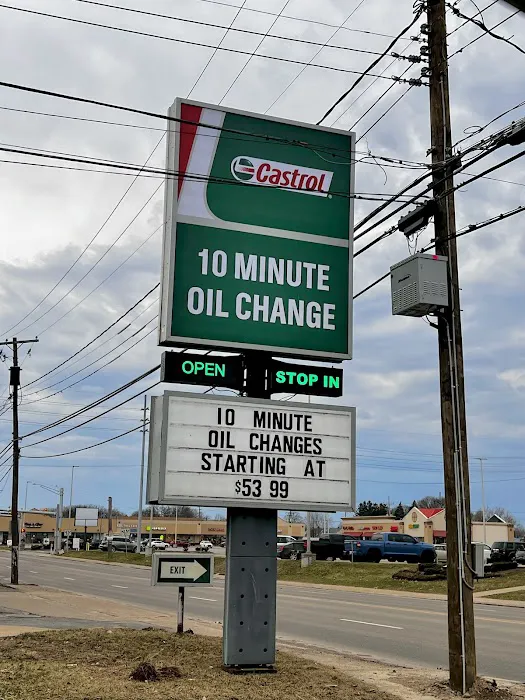 Castrol
10 MINUTE
OIL CHANGE
OPEN STOP IN
10 MINUTE
OIL CHANGES
STARTING AT
$53 99
EXIT